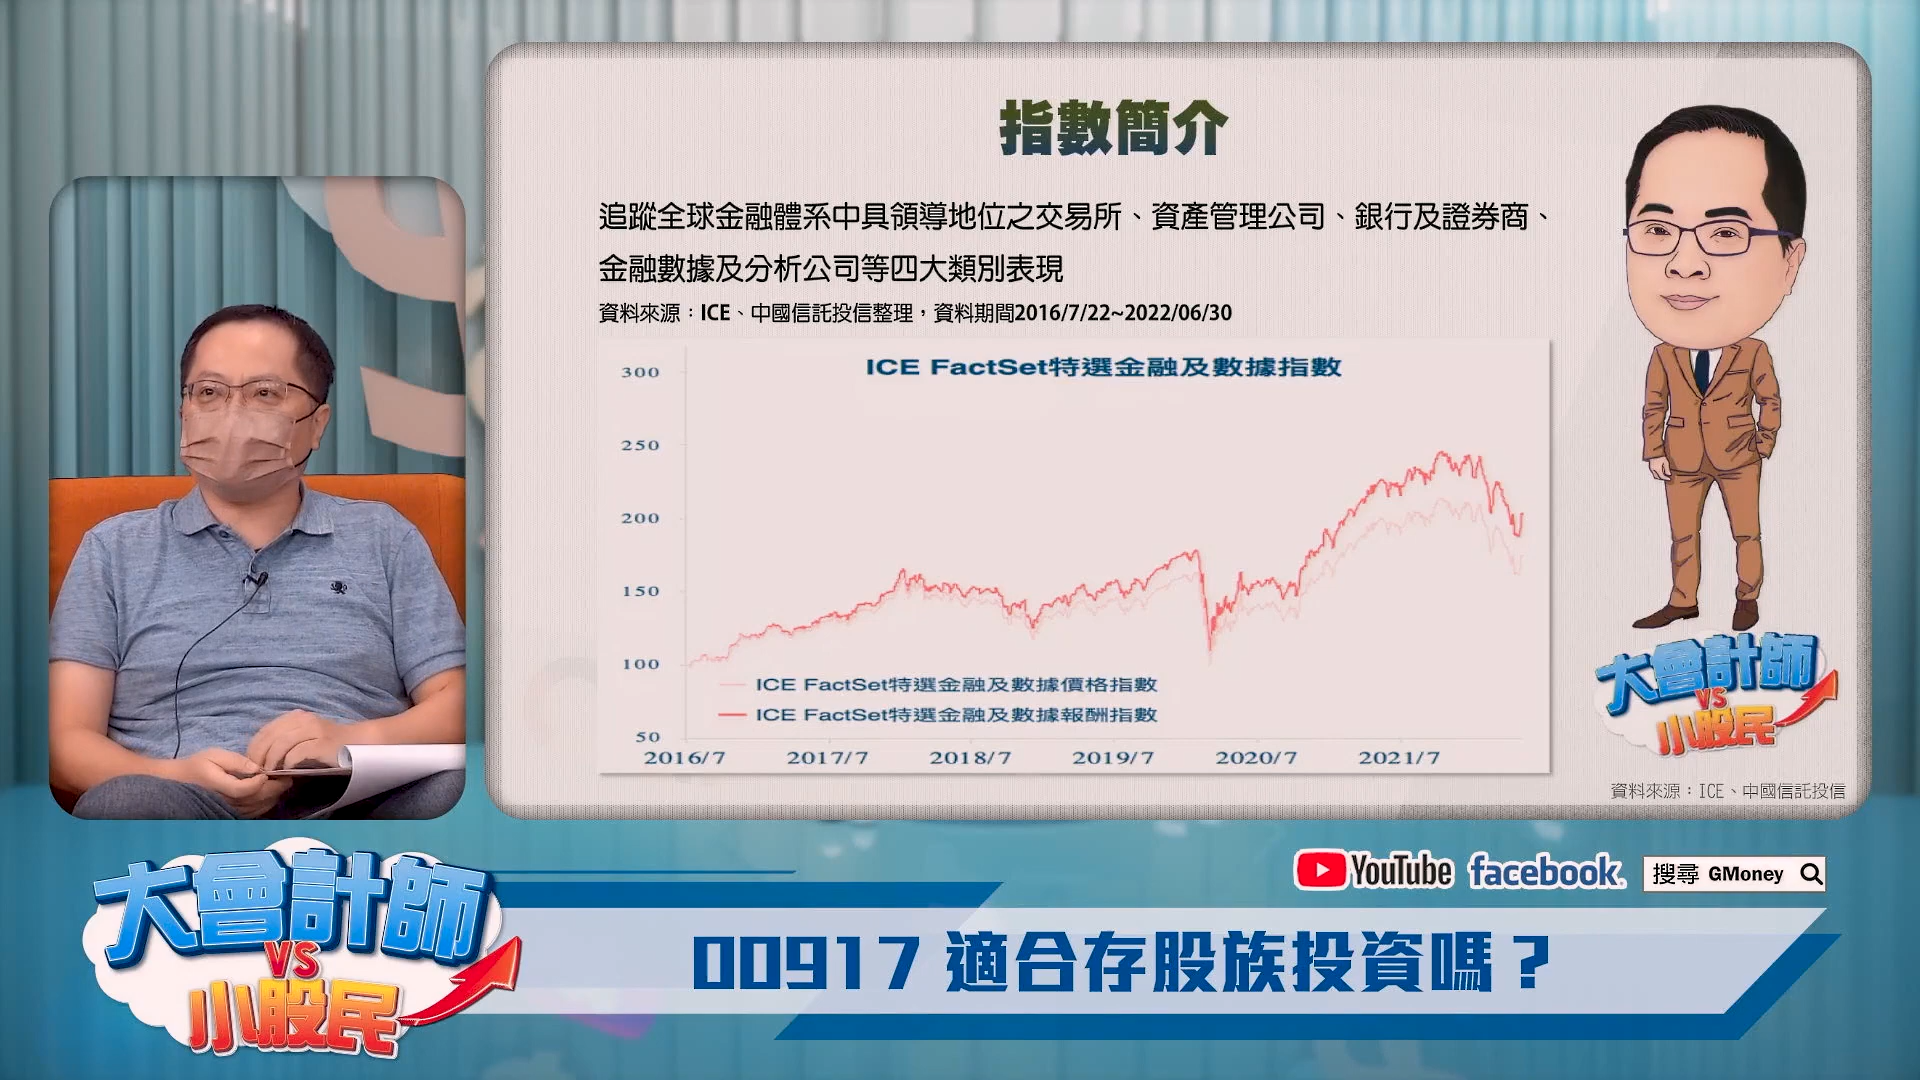 指數簡介
追蹤全球金融體系中具領導地位之交易所、資產管理公司、銀行及證券商、
金融數據及分析公司等四大類別表現
資料來源：ICE、中國信託投信整理，資料期間2016/7/22~2022/06/30
ICE FactSet特選金融及數據指數
300
250
200
150
100
50
ICE FactSet特選金融及數據價格指數
ICE FactSet特選金融及數據報酬指數
2016/7 2017/7 2018/7 2019/7 2020/7 2021/7
大會計師
VS
小股民
資料來源：ICE、中國信託投信
YouTube facebook. 搜尋 GMoney
大會計師
VS
小股民
00917 適合存股族投資嗎？